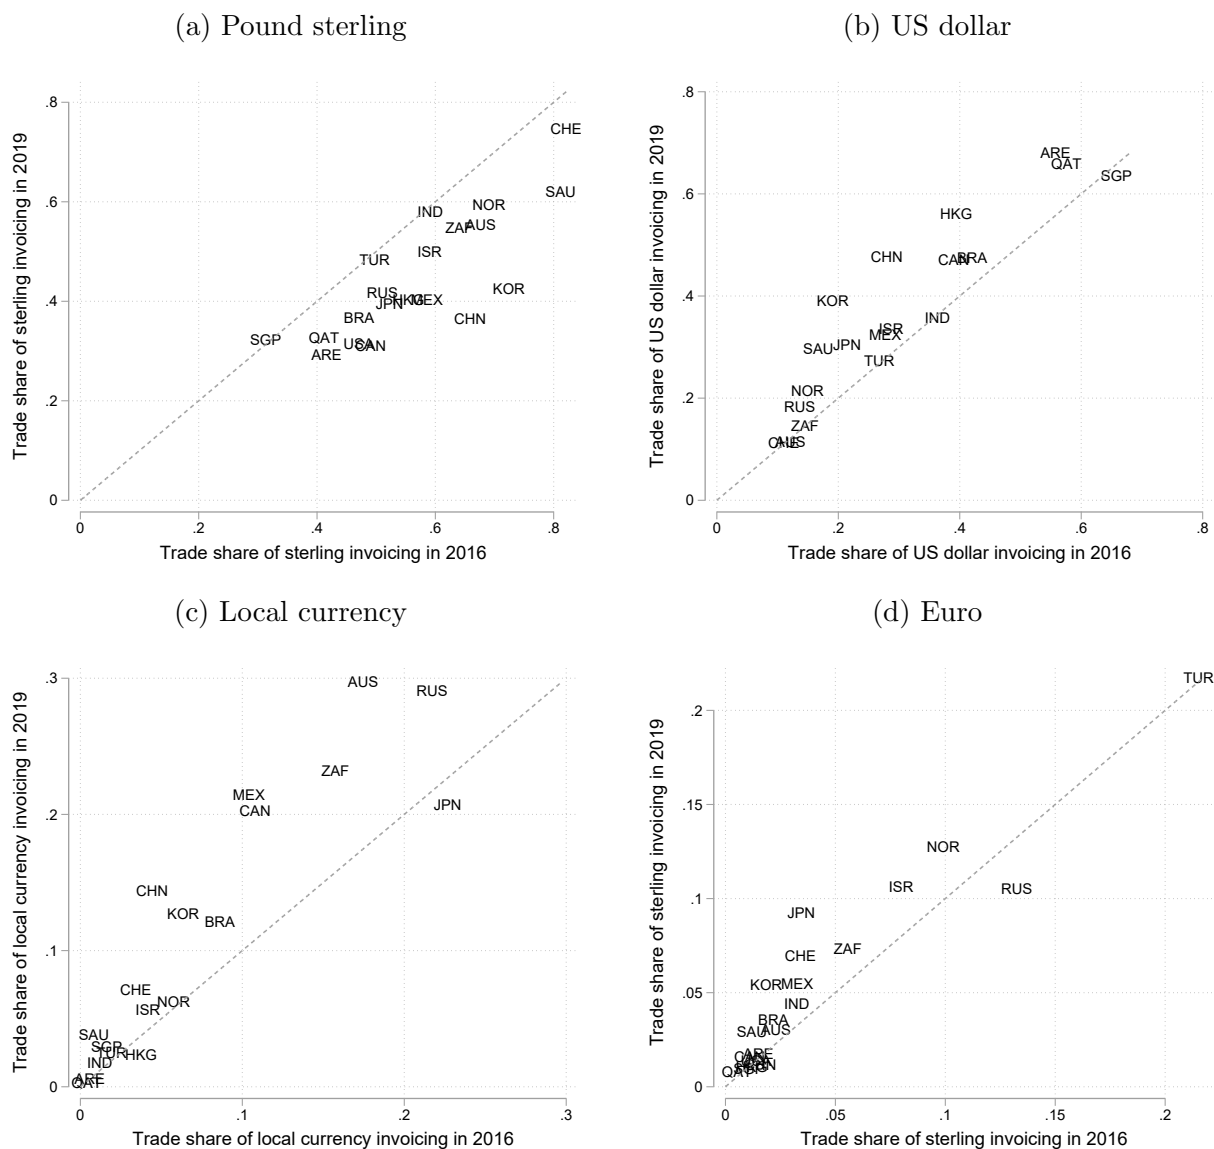 (a) Pound sterling
Trade share of sterling invoicing in 2019
.8
.6
.4
.2
0
CHE
SAU
NOR
IND
ZAF
AUS
ISR
TUR
KOR
RUS
JPN
HKG
MEX
BRA
CHN
SGP
QAT
USA
CAN
ARE
0 .2 .4 .6 .8
Trade share of sterling invoicing in 2016
(b) US dollar
Trade share of US dollar invoicing in 2019
.8
.6
.4
.2
0
ARE
QAT
SGP
HKG
CHN
CAN
BRA
KOR
IND
ISR
MEX
JPN
SAU
TUR
NOR
RUS
ZAF
AUS
CHE
0 .2 .4 .6 .8
Trade share of US dollar invoicing in 2016
(c) Local currency
Trade share of local currency invoicing in 2019
.3
.2
.1
0
AUS
RUS
ZAF
MEX
CAN
JPN
CHN
KOR
BRA
CHE
NOR
ISR
SAU
SGP
TUR
HKG
IND
ARE
QAT
0 .1 .2 .3
Trade share of local currency invoicing in 2016
(d) Euro
Trade share of sterling invoicing in 2019
.2
.15
.1
.05
0
TUR
NOR
ISR
RUS
JPN
ZAF
CHE
KOR
MEX
IND
BRA
AUS
SAU
ARE
QAT
0 .05 .1 .15 .2
Trade share of sterling invoicing in 2016